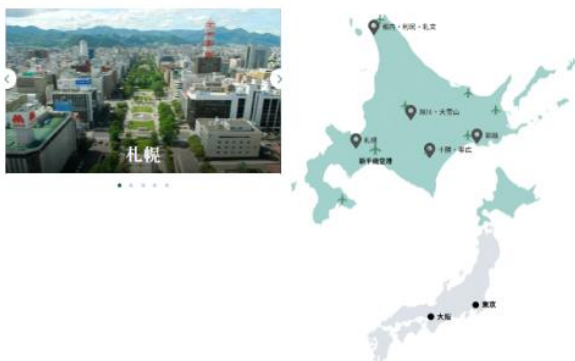 札幌
稚内・利尻・礼文
旭川・大雪山
札幌
釧路
十勝・帯広
新千歳空港
東京
大阪